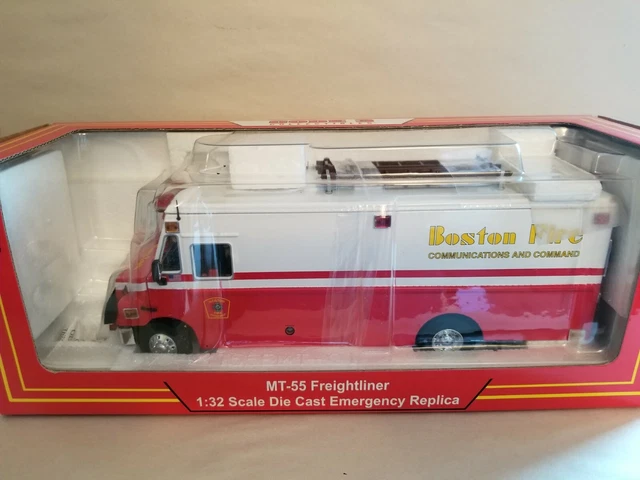 Boston Fire
COMMUNICATIONS AND COMMAND
MT-55 Freightliner
1:32 Scale Die Cast Emergency Replica